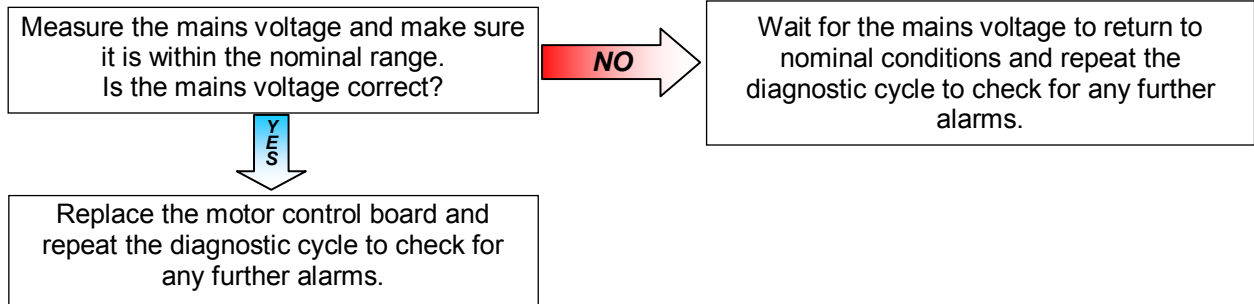 Measure the mains voltage and make sure
it is within the nominal range.
Is the mains voltage correct?
NO
Wait for the mains voltage to return to
nominal conditions and repeat the
diagnostic cycle to check for any further
alarms.
YES
Replace the motor control board and
repeat the diagnostic cycle to check for
any further alarms.